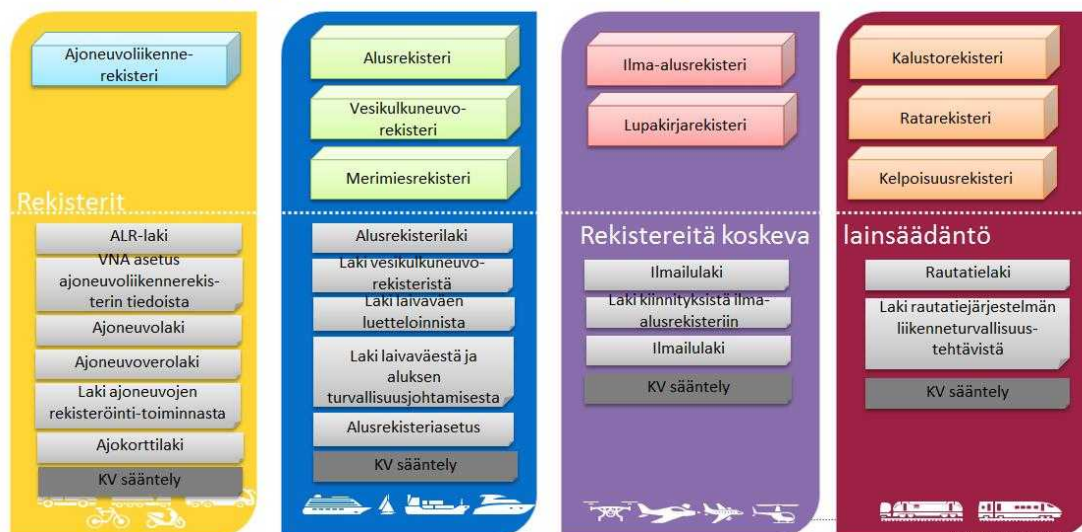 Ajoneuvoliikenne-
rekisteri
Alusrekisteri
Vesikulkuneuvo-
rekisteri
Merimiesrekisteri
Ilma-alusrekisteri
Lupakirjarekisteri
Kalustorekisteri
Ratarekisteri
Kelpoisuusrekisteri
Rekisterit
Rekistereitä koskeva lainsäädäntö
ALR-laki
VNA asetus
ajoneuvoliikennerekis-
terin tiedoista
Ajoneuvolaki
Ajoneuvoverolaki
Laki ajoneuvojen
rekisteröinti-toiminnasta
Ajokorttilaki
KV sääntely
Alusrekisterilaki
Laki vesikulkuneuvo-
rekisteristä
Laki laivaväen
luetteloinnista
Laki laivaväestä ja
aluksen
turvallisuusjohtamisesta
Alusrekisteriasetus
KV sääntely
Ilmailulaki
Laki kiinnityksistä ilma-
alusrekisteriin
Ilmailulaki
KV sääntely
Rautatielaki
Laki rautatiejärjestelmän
liikenneturvallisuus-
tehtävistä
KV sääntely